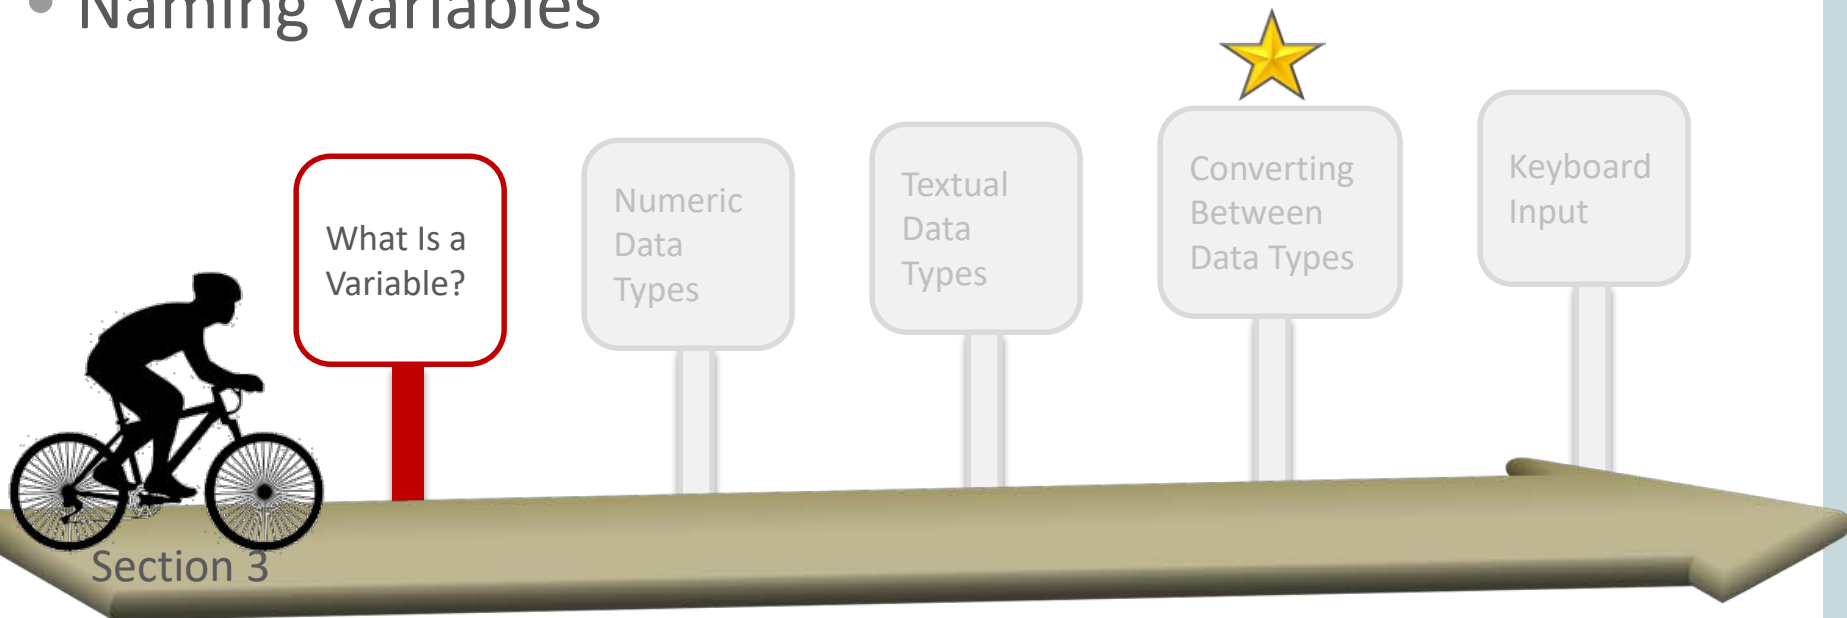 • Naming Variables
What Is a
Variable?
Numeric
Data
Types
Textual
Data
Types
Converting
Between
Data Types
Keyboard
Input
Section 3